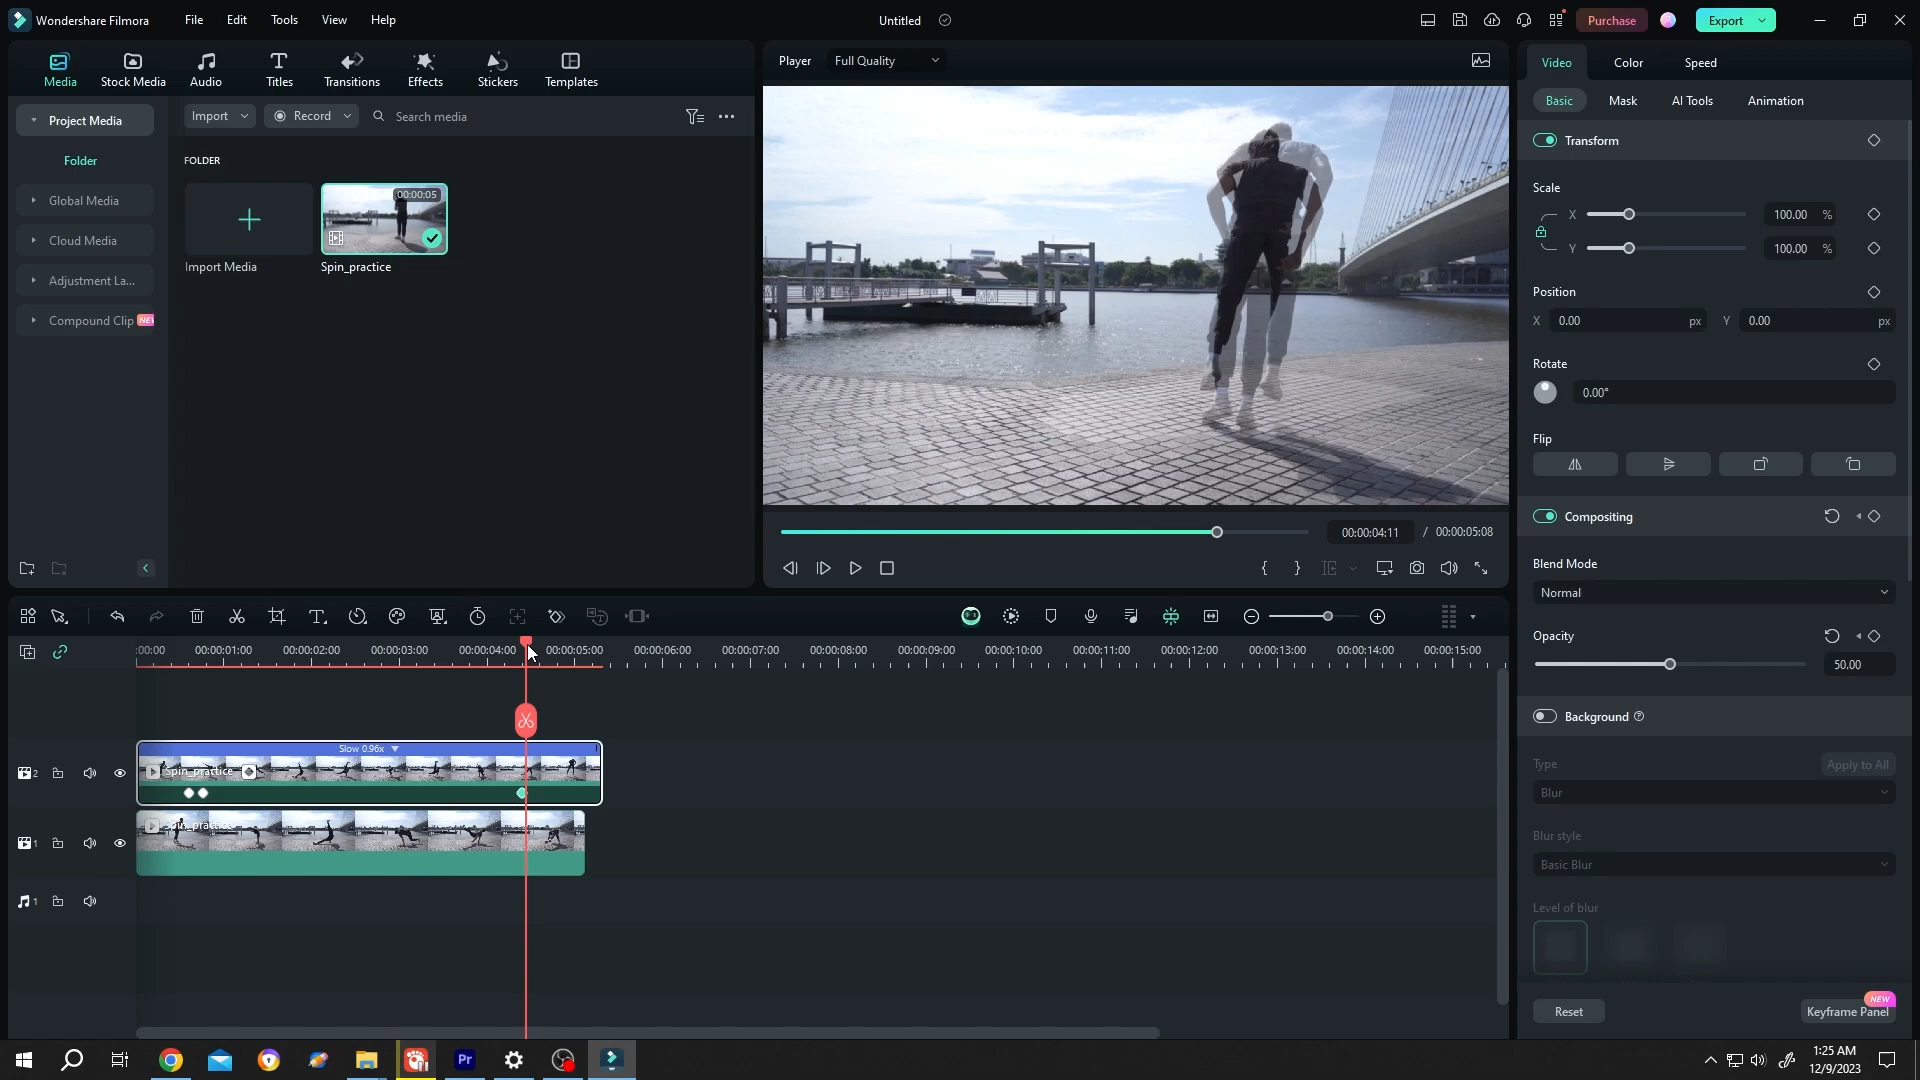 Wondershare Filmora
File
Edit
Tools
View
Help
Untitled
Purchase
Export
Media
Stock Media
Audio
Titles
Transitions
Effects
Stickers
Templates
Project Media
Folder
Global Media
Cloud Media
Adjustment La...
Compound Clip
NEW
Import
Record
Search media
FOLDER
00:00:05
Import Media
Spin_practice
Player
Full Quality
00:00:04:11 / 00:00:05:08
Video
Color
Speed
Basic
Mask
AI Tools
Animation
Transform
Scale
X
100.00 %
Y
100.00 %
Position
X 0.00 px
Y 0.00 px
Rotate
0.00°
Flip
Compositing
Blend Mode
Normal
Opacity
50.00
Background
Type
Apply to All
Blur
Blur style
Basic Blur
Level of blur
Reset
NEW
Keyframe Panel
:00:00
00:00:01:00
00:00:02:00
00:00:03:00
00:00:04:00
00:00:05:00
00:00:06:00
00:00:07:00
00:00:08:00
00:00:09:00
00:00:10:00
00:00:11:00
00:00:12:00
00:00:13:00
00:00:14:00
00:00:15:00
Slow 0.96x
Spin_practice
2
Spin_practice
1
1
Pr
1:25 AM
12/9/2023